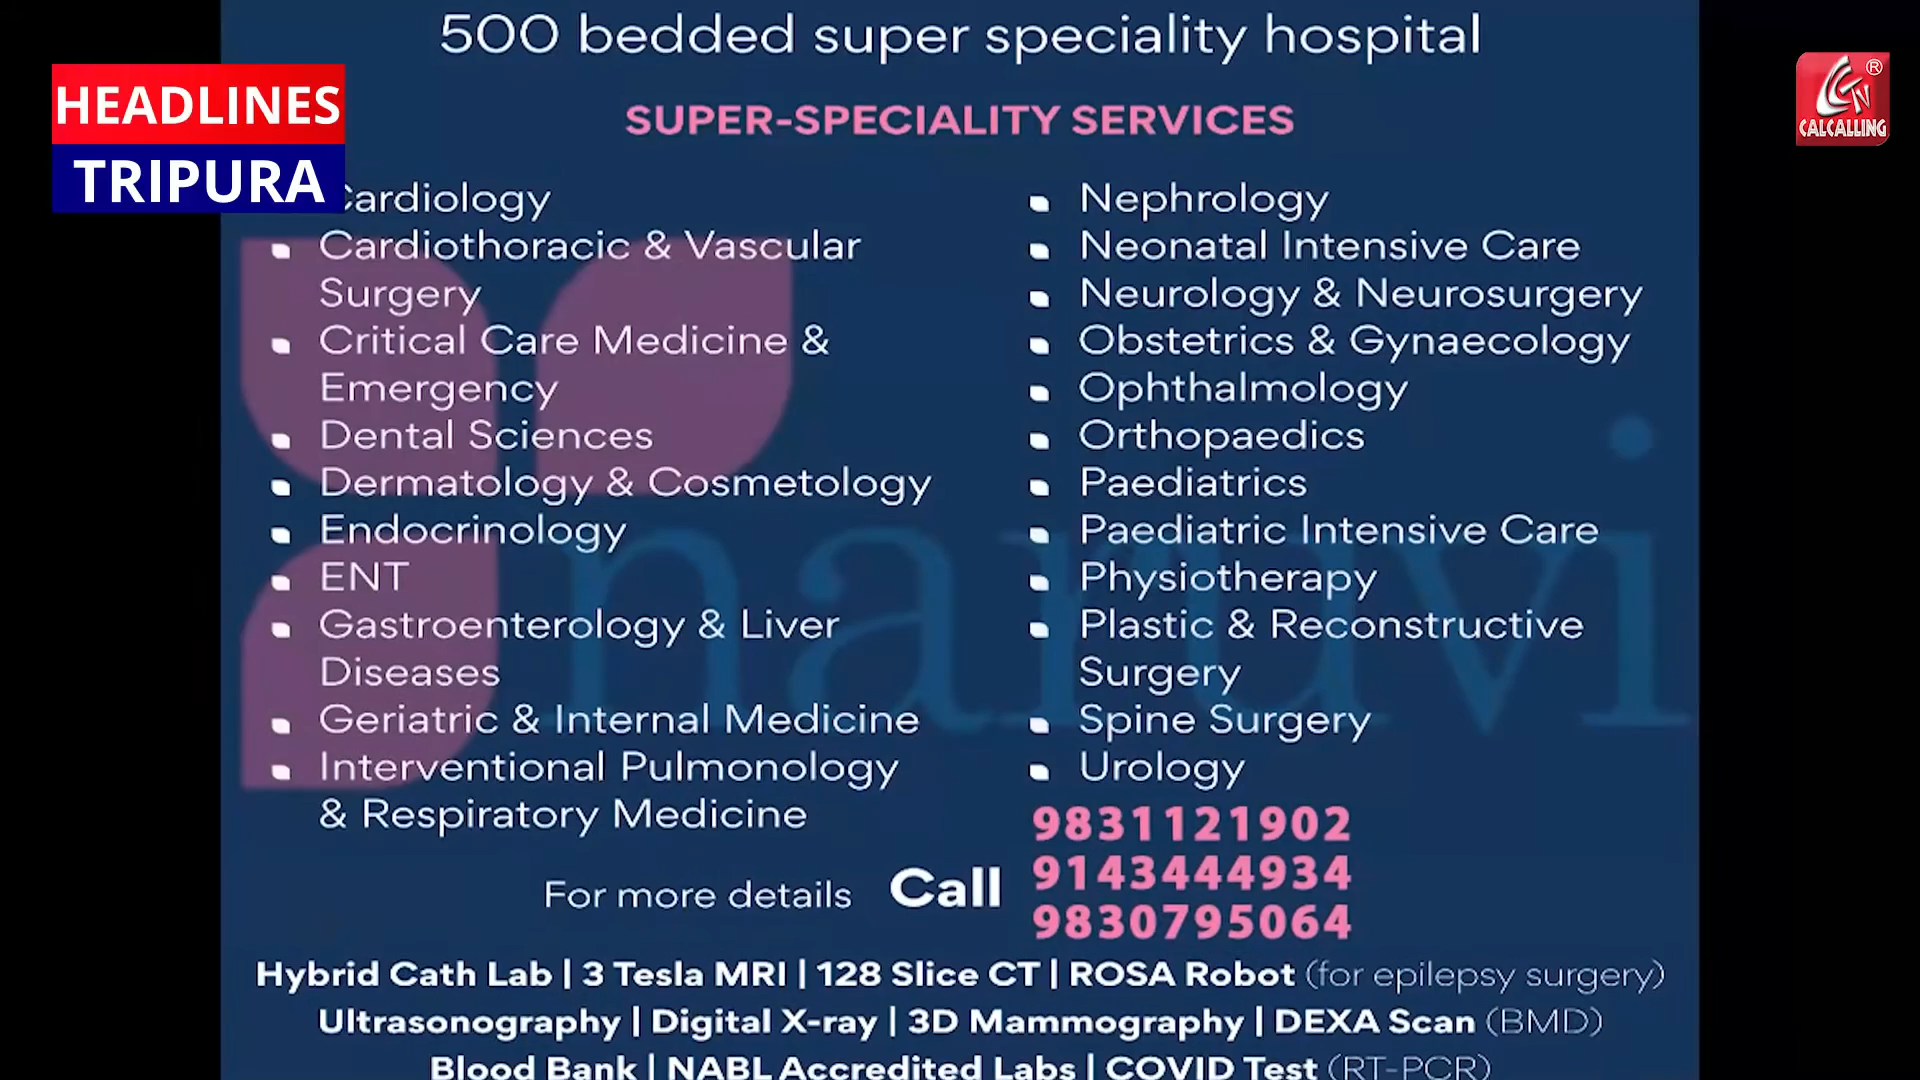 500 bedded super speciality hospital
HEADLINES
TRIPURA
CTV
®
CALCALLING
SUPER-SPECIALITY SERVICES
Cardiology
Cardiothoracic & Vascular
Surgery
Critical Care Medicine &
Emergency
Dental Sciences
Dermatology & Cosmetology
Endocrinology
ENT
Gastroenterology & Liver
Diseases
Geriatric & Internal Medicine
Interventional Pulmonology
& Respiratory Medicine
Nephrology
Neonatal Intensive Care
Neurology & Neurosurgery
Obstetrics & Gynaecology
Ophthalmology
Orthopaedics
Paediatrics
Paediatric Intensive Care
Physiotherapy
Plastic & Reconstructive
Surgery
Spine Surgery
Urology
naruvi
For more details Call
9831121902
9143444934
9830795064
Hybrid Cath Lab | 3 Tesla MRI | 128 Slice CT | ROSA Robot (for epilepsy surgery)
Ultrasonography | Digital X-ray | 3D Mammography | DEXA Scan (BMD)
Blood Bank | NABL Accredited Labs | COVID Test (RT-PCR)